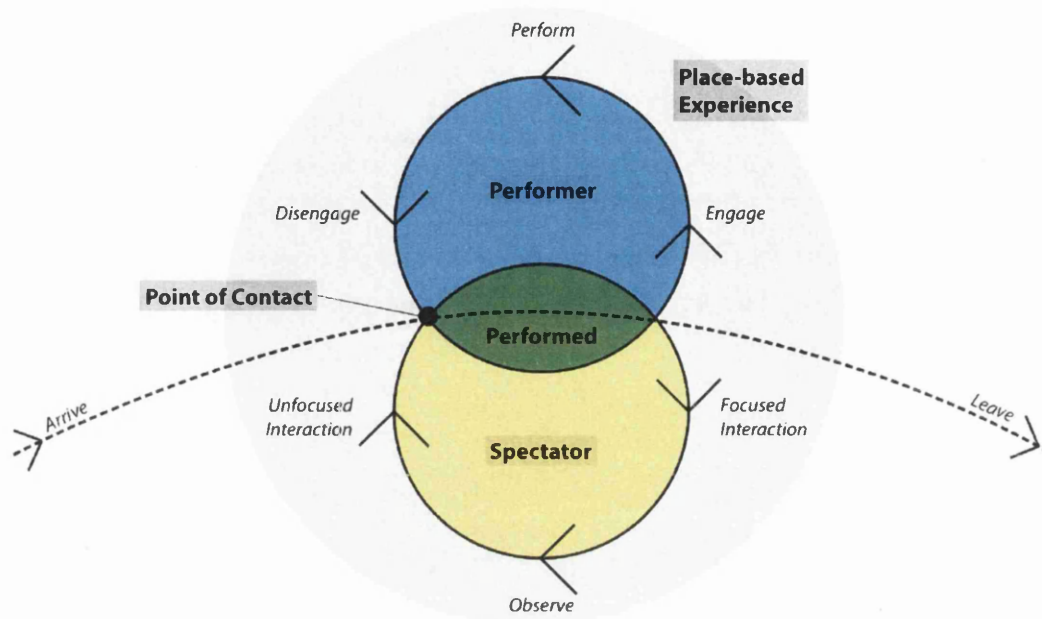 Perform
Place-based
Experience
Performer
Disengage
Engage
Point of Contact
Performed
Arrive
Unfocused
Interaction
Focused
Interaction
Leave
Spectator
Observe